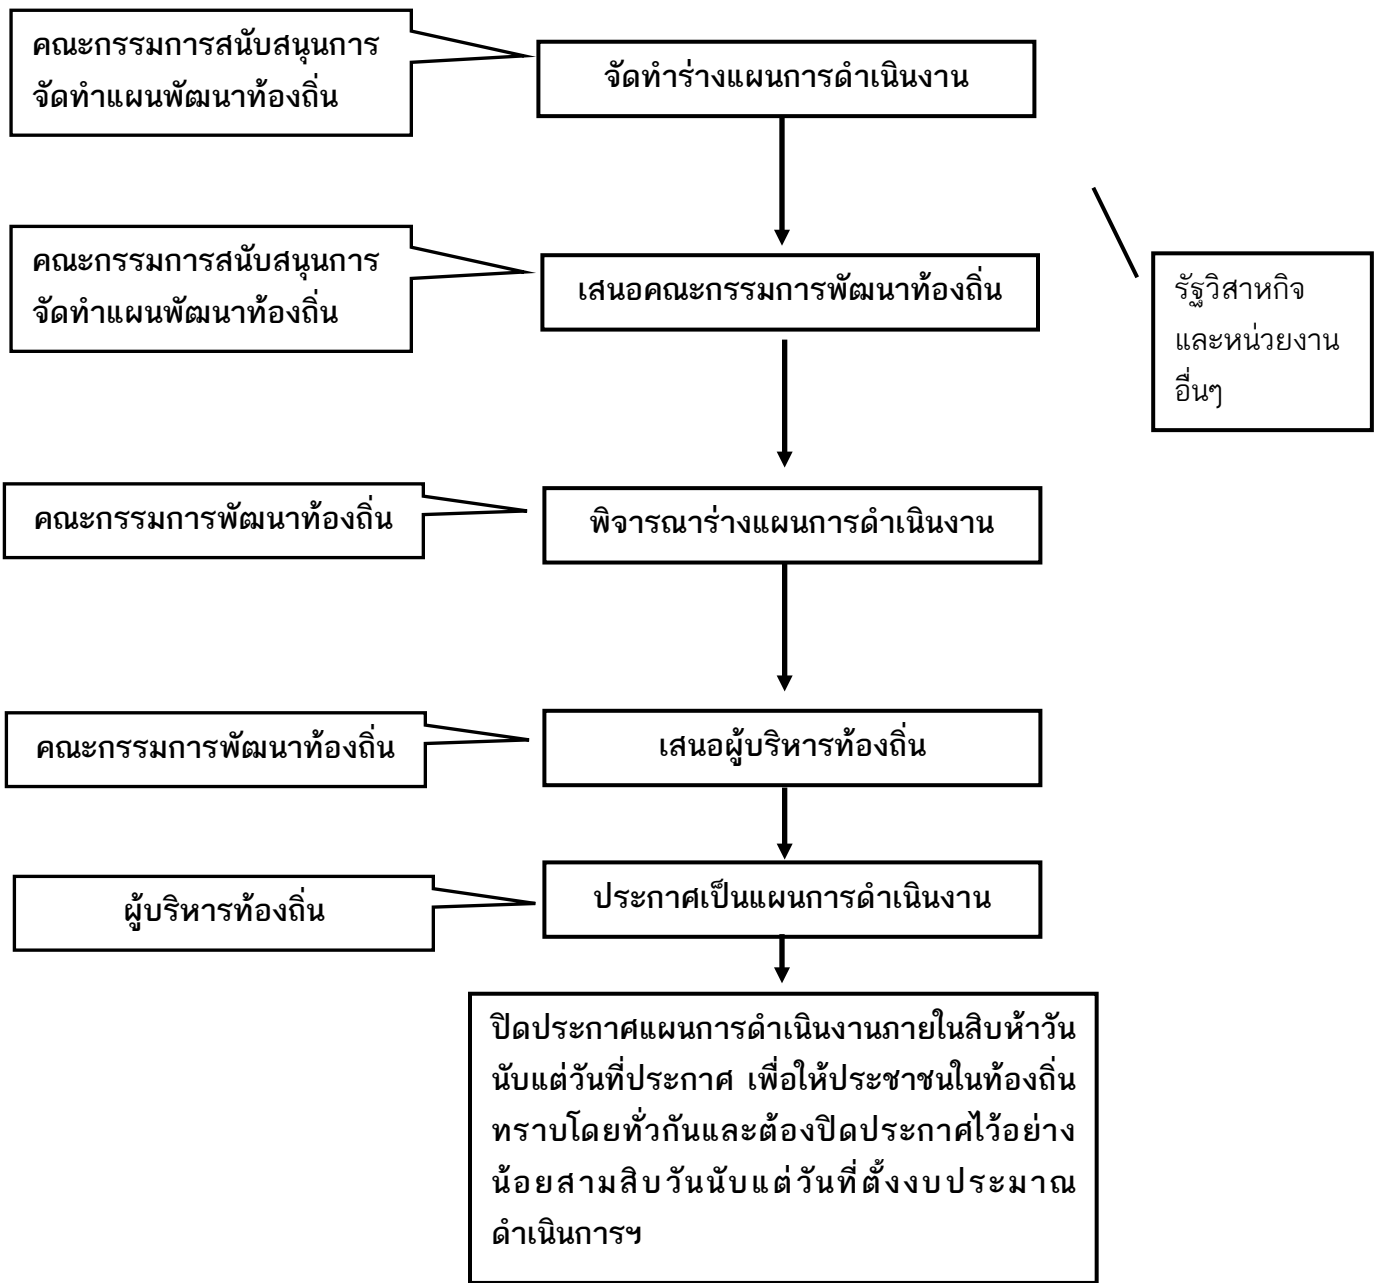 คณะกรรมการสนับสนุนการ
จัดทำแผนพัฒนาท้องถิ่น
จัดทำร่างแผนการดำเนินงาน
คณะกรรมการสนับสนุนการ
จัดทำแผนพัฒนาท้องถิ่น
เสนอคณะกรรมการพัฒนาท้องถิ่น
รัฐวิสาหกิจ
และหน่วยงาน
อื่นๆ
คณะกรรมการพัฒนาท้องถิ่น
พิจารณาร่างแผนการดำเนินงาน
คณะกรรมการพัฒนาท้องถิ่น
เสนอผู้บริหารท้องถิ่น
ผู้บริหารท้องถิ่น
ประกาศเป็นแผนการดำเนินงาน
ปิดประกาศแผนการดำเนินงานภายในสิบห้าวัน
นับแต่วันที่ประกาศ เพื่อให้ประชาชนในท้องถิ่น
ทราบโดยทั่วกันและต้องปิดประกาศไว้อย่าง
น้อยสามสิบวันนับแต่วันที่ตั้งงบประมาณ
ดำเนินการฯ